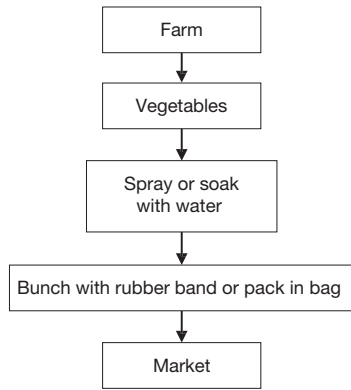 Farm
Vegetables
Spray or soak
with water
Bunch with rubber band or pack in bag
Market